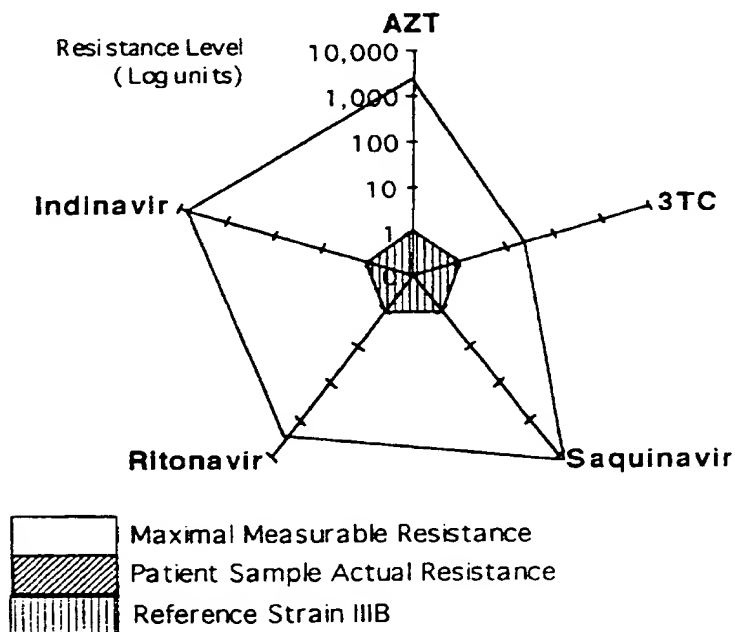 AZT
Resistance Level
(Log units)
10,000
1,000
100
10
1
0
Indinavir
3TC
Ritonavir
Saquinavir
Maximal Measurable Resistance
Patient Sample Actual Resistance
Reference Strain IIIB